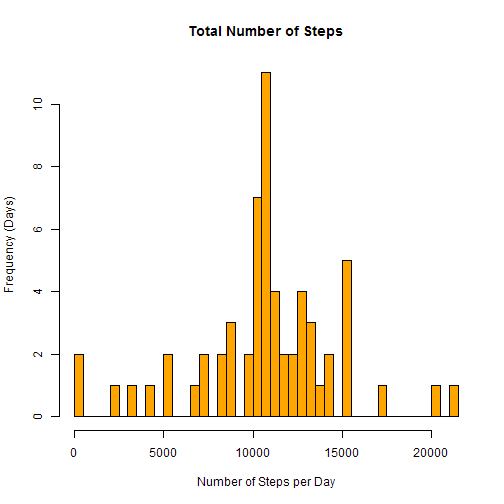 Total Number of Steps
Frequency (Days)
10
8
6
4
2
0
0 5000 10000 15000 20000
Number of Steps per Day